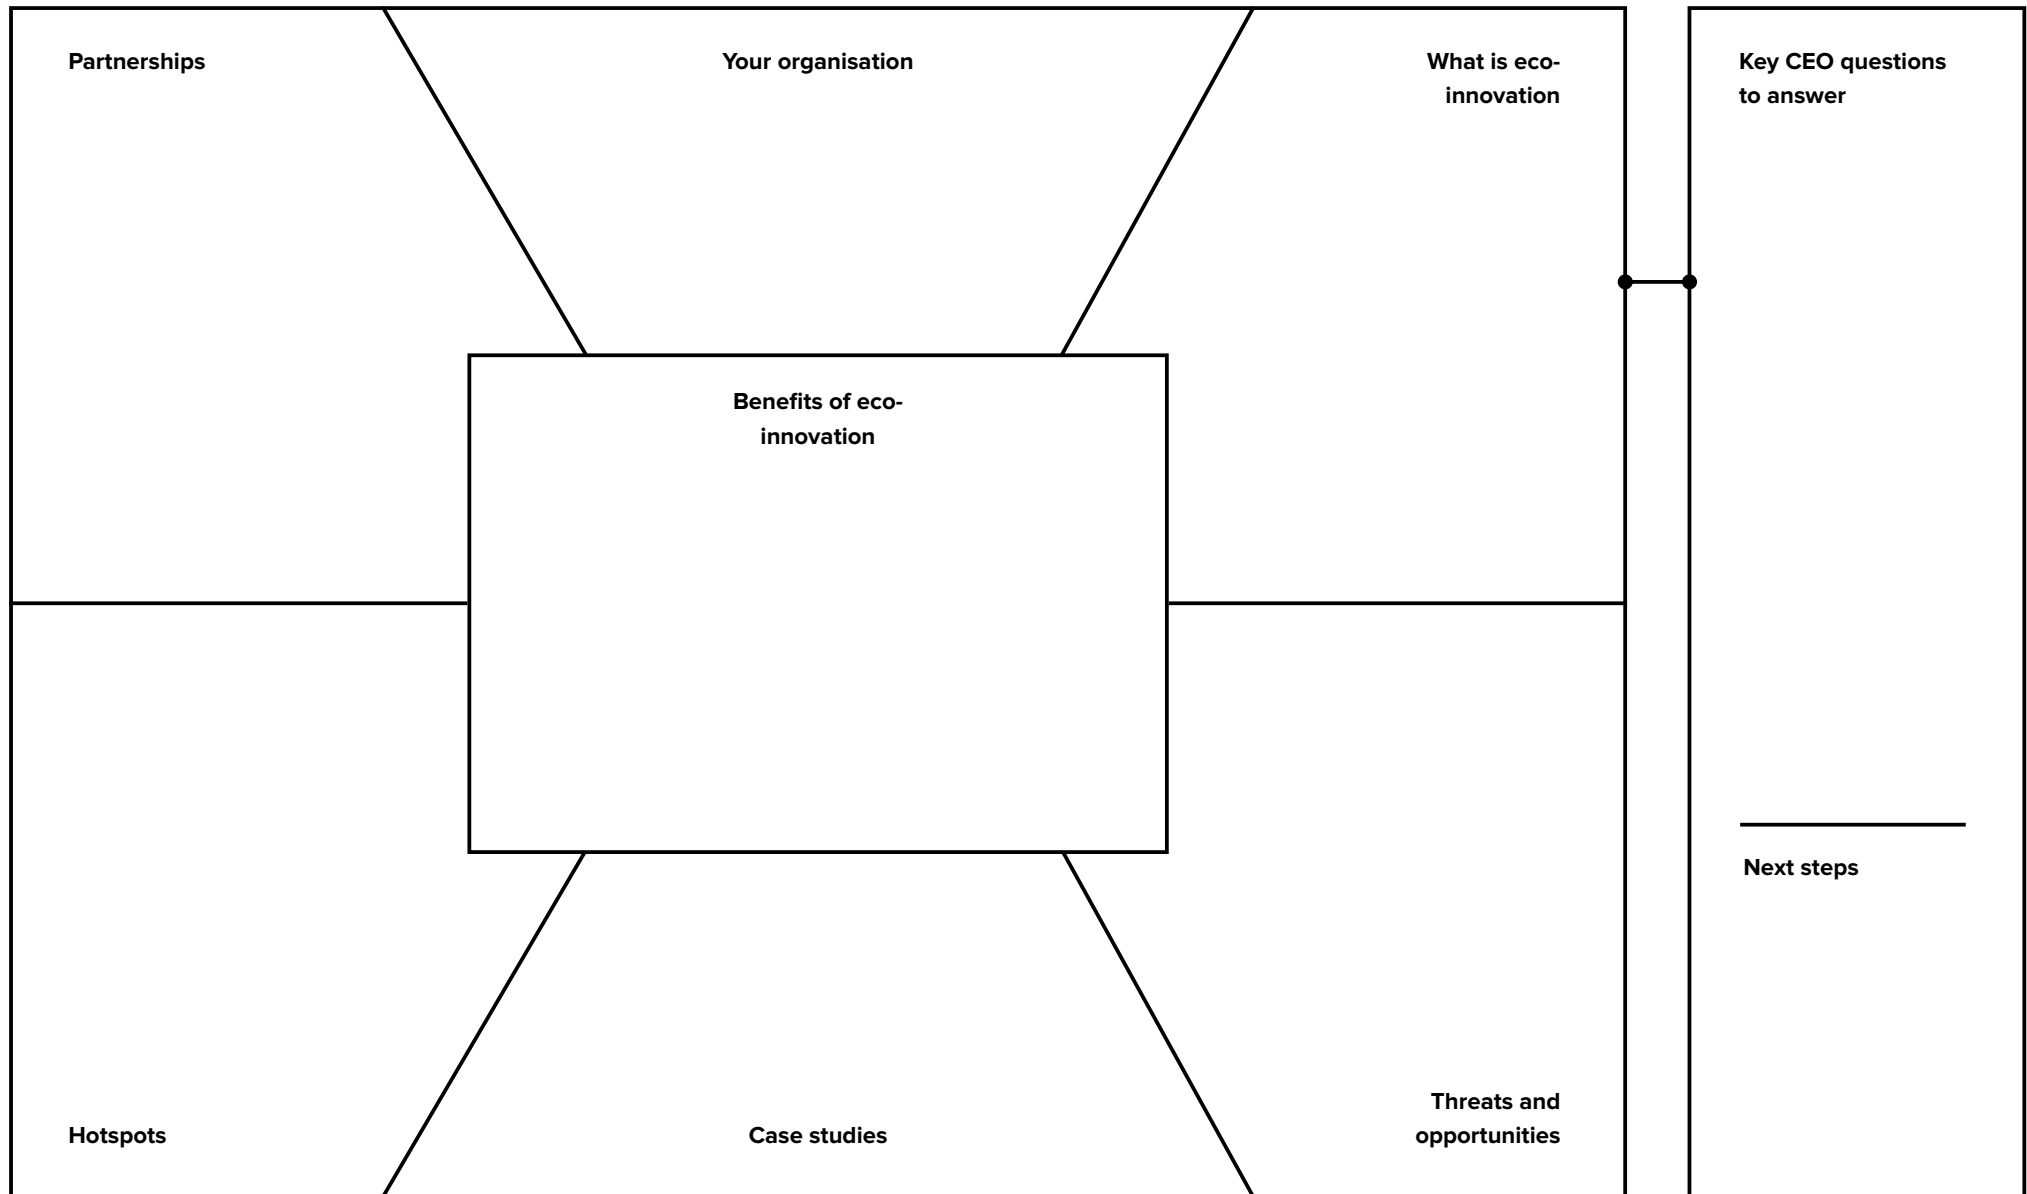 Partnerships
Your organisation
What is eco-
innovation
Key CEO questions
to answer
Benefits of eco-
innovation
Next steps
Hotspots
Case studies
Threats and
opportunities